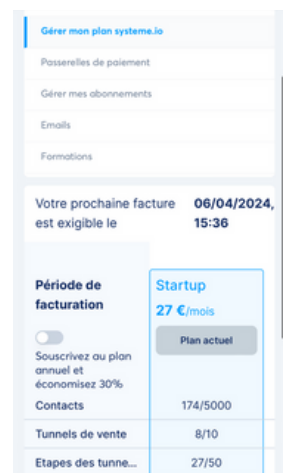 Gérer mon plan systeme.io
Passerelles de paiement
Gérer mes abonnements
Emails
Formations
Votre prochaine facture 06/04/2024,
est exigible le 15:36
Période de Startup
facturation 27 €/mois
Plan actuel
Souscrivez au plan
annuel et
économisez 30%
Contacts 174/5000
Tunnels de vente 8/10
Etapes des tunne... 27/50